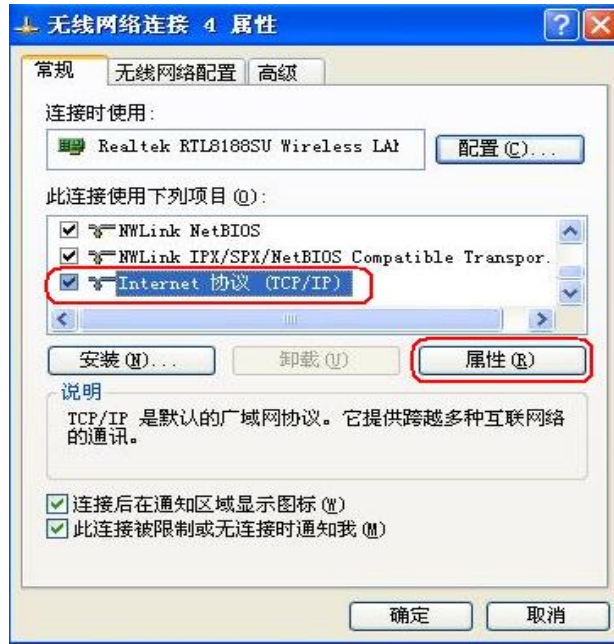 无线网络连接 4 属性
常规 无线网络配置 高级
连接时使用:
Realtek RTL8188SU Wireless LAN
配置(C)...
此连接使用下列项目(O):
NWLink NetBIOS
NWLink IPX/SPX/NetBIOS Compatible Transpor.
Internet 协议 (TCP/IP)
安装(N)... 卸载(U) 属性(R)
说明
TCP/IP 是默认的广域网协议。它提供跨越多种互联网络
的通讯。
连接后在通知区域显示图标(W)
此连接被限制或无连接时通知我(M)
确定 取消